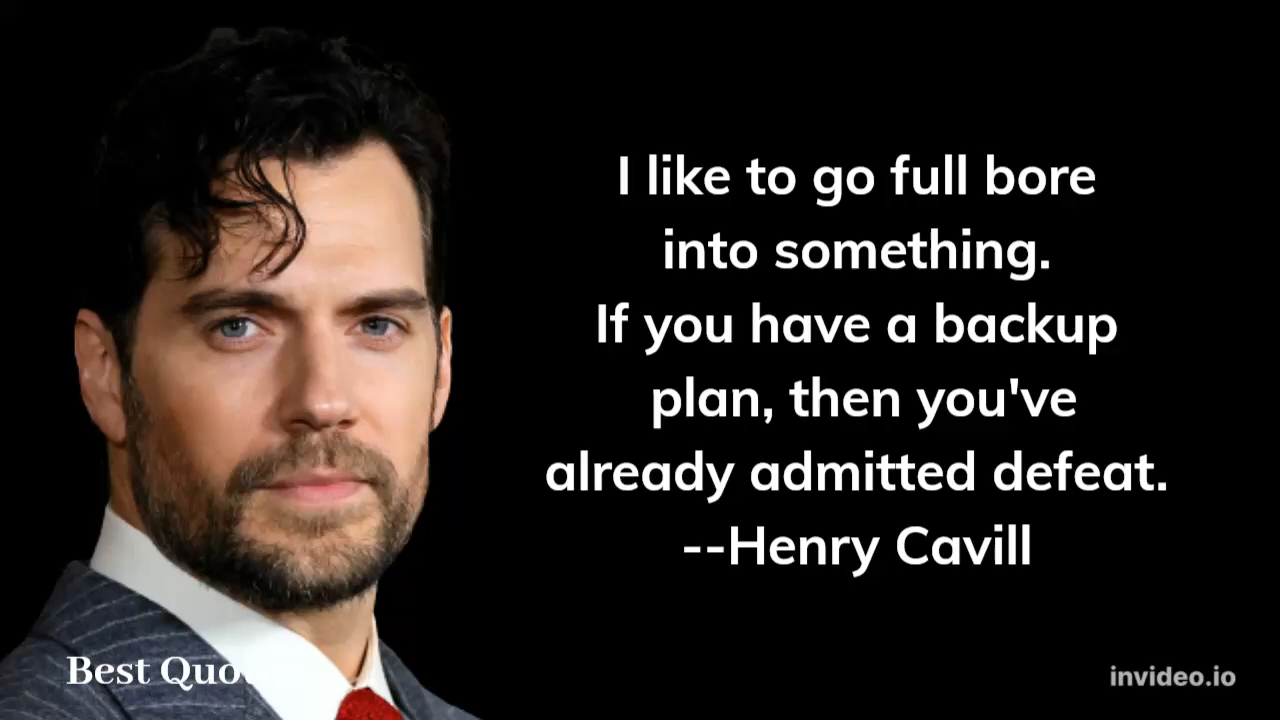 I like to go full bore
into something.
If you have a backup
plan, then you've
already admitted defeat.
--Henry Cavill
Best
invideo.io